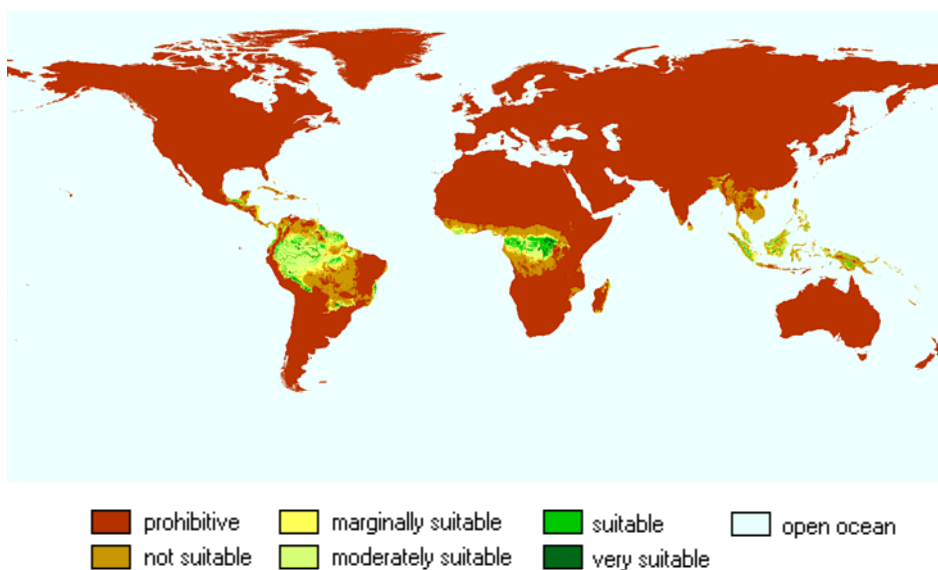 prohibitive marginally suitable suitable open ocean
not suitable moderately suitable very suitable